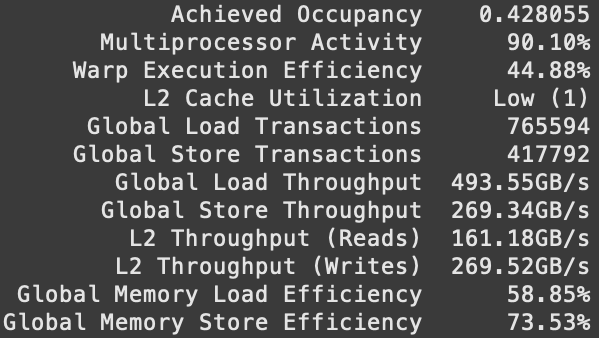 Achieved Occupancy 0.428055
Multiprocessor Activity 90.10%
Warp Execution Efficiency 44.88%
L2 Cache Utilization Low (1)
Global Load Transactions 765594
Global Store Transactions 417792
Global Load Throughput 493.55GB/s
Global Store Throughput 269.34GB/s
L2 Throughput (Reads) 161.18GB/s
L2 Throughput (Writes) 269.52GB/s
Global Memory Load Efficiency 58.85%
Global Memory Store Efficiency 73.53%